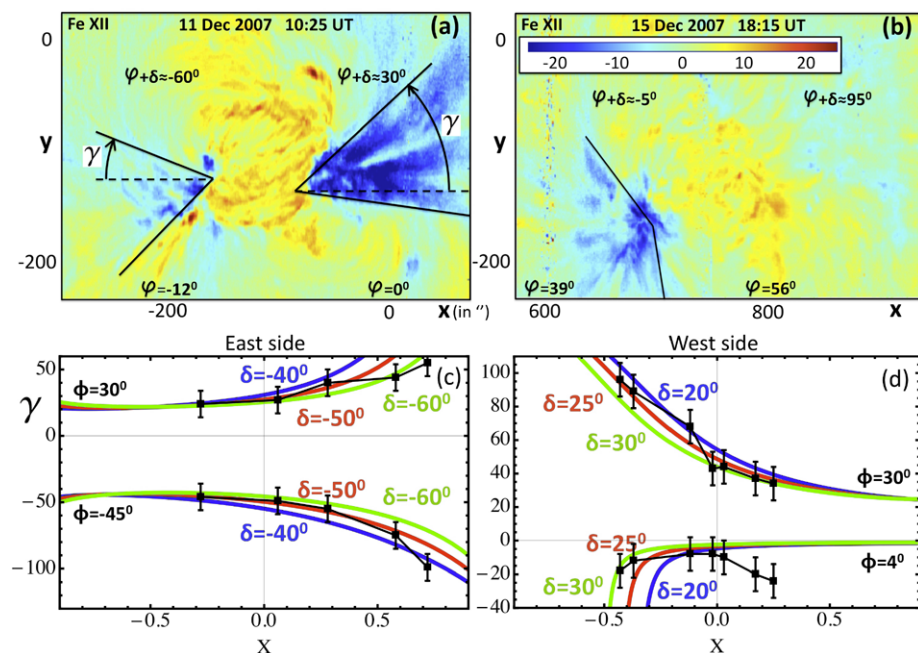 Fe XII 11 Dec 2007 10:25 UT (a)
0
φ+δ≈-60⁰ φ+δ≈30⁰
γ γ
y
-200
φ=-12⁰ φ=0⁰
-200 0 x (in ”)
Fe XII 15 Dec 2007 18:15 UT (b)
0
-20 -10 0 10 20
φ+δ≈-5⁰ φ+δ≈95⁰
y
-200
φ=39⁰ φ=56⁰
600 800 x
East side
50 Φ=30⁰ δ=-40⁰ (c)
δ=-50⁰ δ=-60⁰
γ
0
-50 Φ=-45⁰ δ=-50⁰ δ=-60⁰
δ=-40⁰
-100
-0.5 0.0 0.5
X
West side
100 (d)
80 δ=25⁰ δ=20⁰
60
40 δ=30⁰ Φ=30⁰
20
0
δ=25⁰ Φ=4⁰
-20
δ=30⁰ δ=20⁰
-40
-0.5 0.0 0.5
X